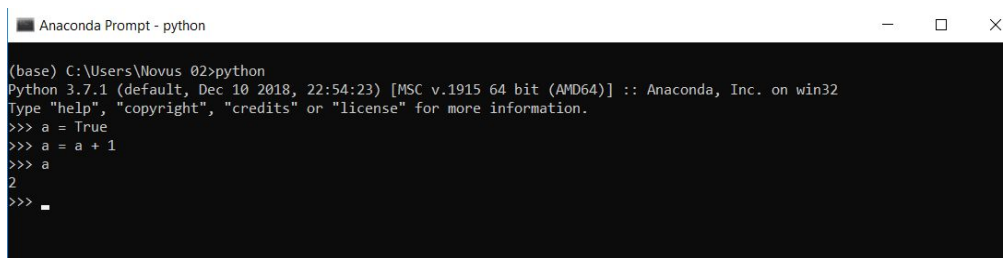 Anaconda Prompt - python
(base) C:\Users\Novus 02>python
Python 3.7.1 (default, Dec 10 2018, 22:54:23) [MSC v.1915 64 bit (AMD64)] :: Anaconda, Inc. on win32
Type "help", "copyright", "credits" or "license" for more information.
>>> a = True
>>> a = a + 1
>>> a
2
>>>